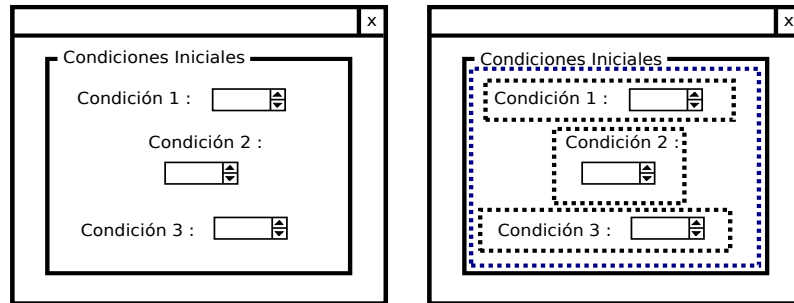 x
Condiciones Iniciales
Condición 1 :
Condición 2 :
Condición 3 :
x
Condiciones Iniciales
Condición 1 :
Condición 2 :
Condición 3 :